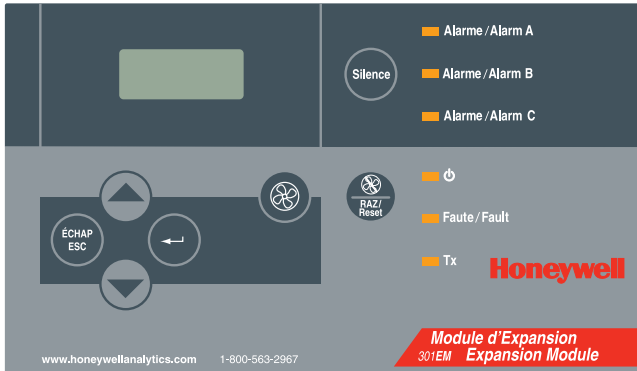 Silence
Alarme/Alarm A
Alarme/Alarm B
Alarme/Alarm C
ÉCHAP
ESC
RAZ/
Reset
Faute/Fault
Tx
Honeywell
Module d'Expansion
301EM Expansion Module
www.honeywellanalytics.com 1-800-563-2967